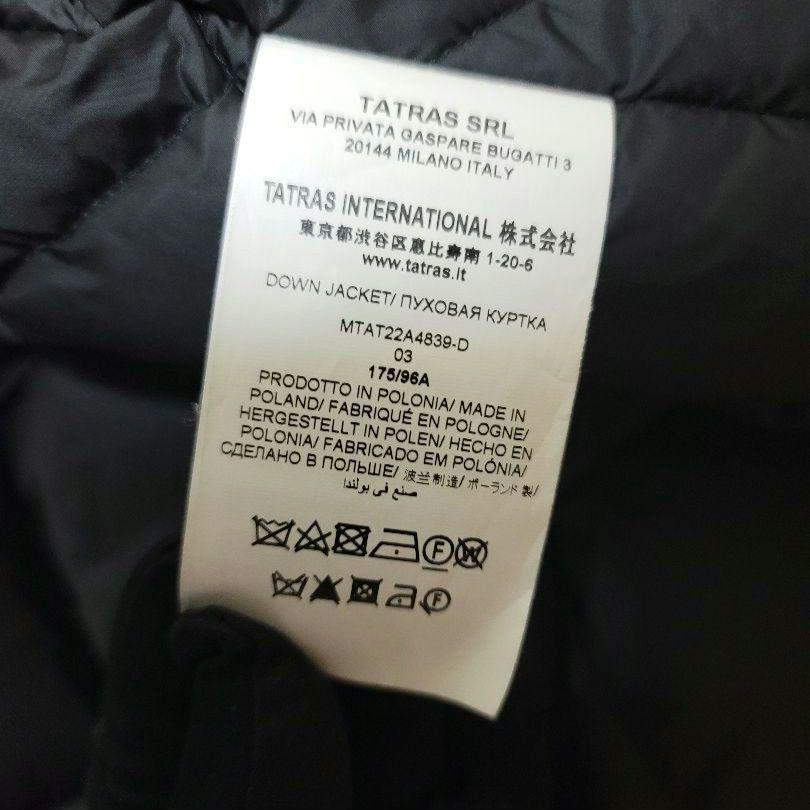 TATRAS SRL
VIA PRIVATA GASPARE BUGATTI 3
20144 MILANO ITALY
TATRAS INTERNATIONAL 株式会社
東京都渋谷区恵比寿南 1-20-6
www.tatras.it
DOWN JACKET/ ПУХОВАЯ КУРТКА
MTAT22A4839-D
03
175/96A
PRODOTTO IN POLONIA/ MADE IN
POLAND/ FABRIQUÉ EN POLOGNE/
HERGESTELLT IN POLEN/ HECHO EN
POLONIA/ FABRICADO EM POLÓNIA/
СДЕЛАНО В ПОЛЬШЕ/ 波兰制造/ ポーランド製/
صنع في بولندا
F W
F